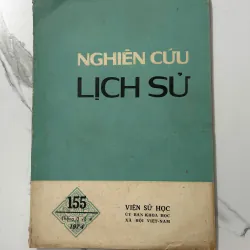 NGHIÊN CỨU
LỊCH SỬ
155
1974
VIỆN SỬ HỌC
ỦY BAN KHOA HỌC
XÃ HỘI VIỆT-NAM